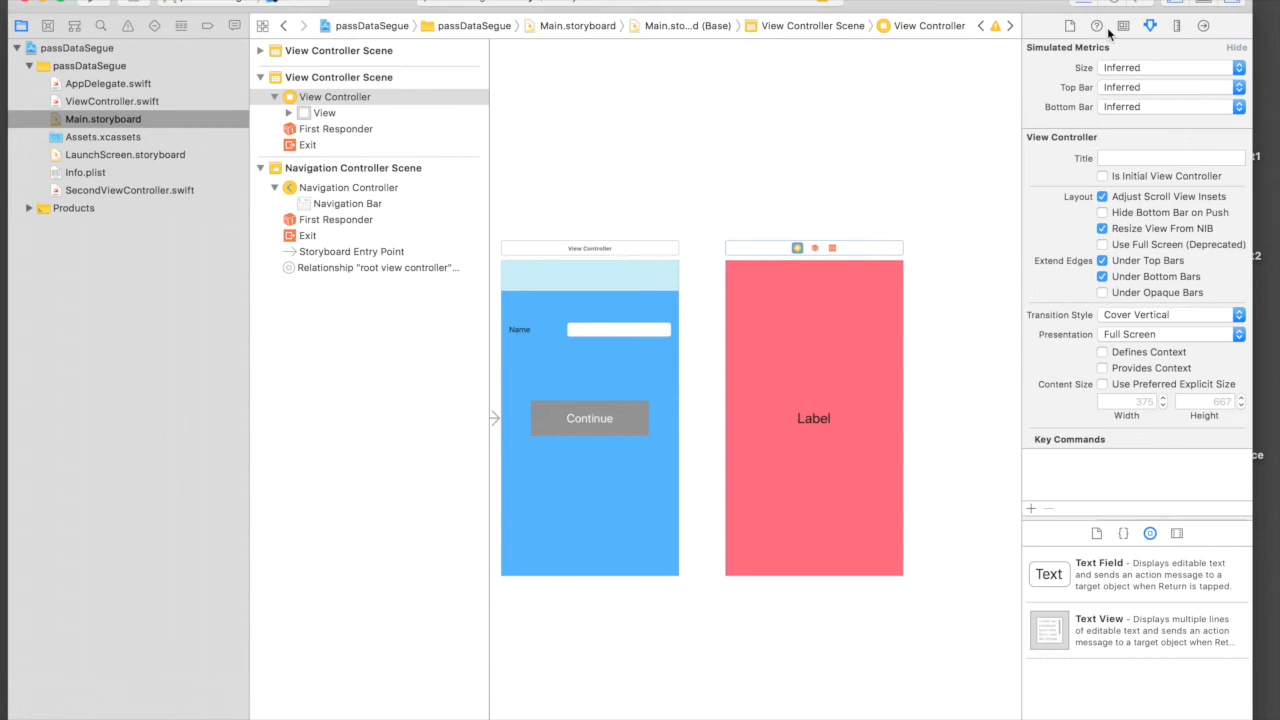 passDataSegue
passDataSegue
Main.storyboard
Main.sto...d (Base)
View Controller Scene
View Controller
passDataSegue
passDataSegue
AppDelegate.swift
ViewController.swift
Main.storyboard
Assets.xcassets
LaunchScreen.storyboard
Info.plist
SecondViewController.swift
Products
View Controller Scene
View Controller Scene
View Controller
View
First Responder
Exit
Navigation Controller Scene
Navigation Controller
Navigation Bar
First Responder
Exit
Storyboard Entry Point
Relationship "root view controller"...
View Controller
Name
Continue
Label
Simulated Metrics
Hide
Size Inferred
Top Bar Inferred
Bottom Bar Inferred
View Controller
Title
Is Initial View Controller
Layout Adjust Scroll View Insets
Hide Bottom Bar on Push
Resize View From NIB
Use Full Screen (Deprecated)
Extend Edges Under Top Bars
Under Bottom Bars
Under Opaque Bars
Transition Style Cover Vertical
Presentation Full Screen
Defines Context
Provides Context
Content Size Use Preferred Explicit Size
375 667
Width Height
Key Commands
Text
Text Field - Displays editable text
and sends an action message to a
target object when Return is tapped.
Text View - Displays multiple lines
of editable text and sends an action
message to a target object when Ret...